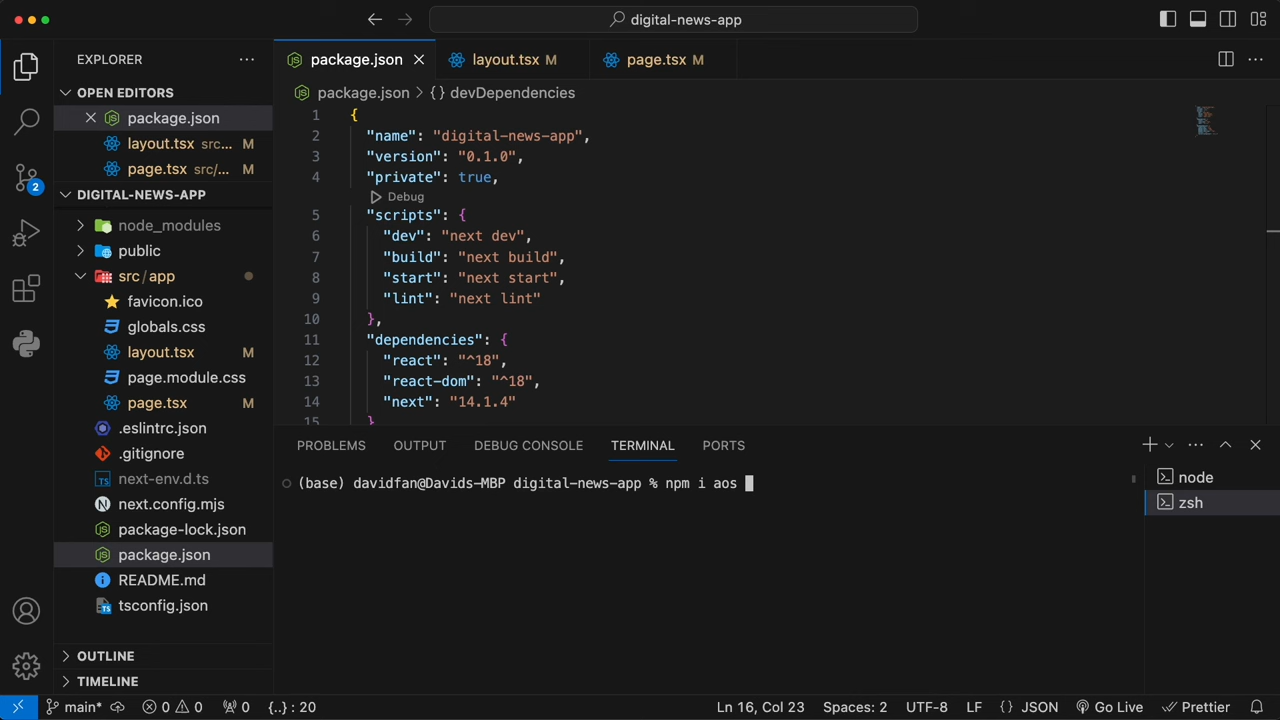 digital-news-app
EXPLORER
OPEN EDITORS
package.json
layout.tsx src... M
page.tsx src/... M
2
DIGITAL-NEWS-APP
node_modules
public
src/app
favicon.ico
globals.css
layout.tsx M
page.module.css
page.tsx M
.eslintrc.json
.gitignore
next-env.d.ts
next.config.mjs
package-lock.json
package.json
README.md
tsconfig.json
OUTLINE
TIMELINE
package.json layout.tsx M page.tsx M
package.json > {} devDependencies
1 {
2 "name": "digital-news-app",
3 "version": "0.1.0",
4 "private": true,
Debug
5 "scripts": {
6 "dev": "next dev",
7 "build": "next build",
8 "start": "next start",
9 "lint": "next lint"
10 },
11 "dependencies": {
12 "react": "^18",
13 "react-dom": "^18",
14 "next": "14.1.4"
15 }
PROBLEMS OUTPUT DEBUG CONSOLE TERMINAL PORTS
(base) davidfan@Davids-MBP digital-news-app % npm i aos
node
zsh
main* 0 0 0 {..} : 20 Ln 16, Col 23 Spaces: 2 UTF-8 LF {} JSON Go Live Prettier